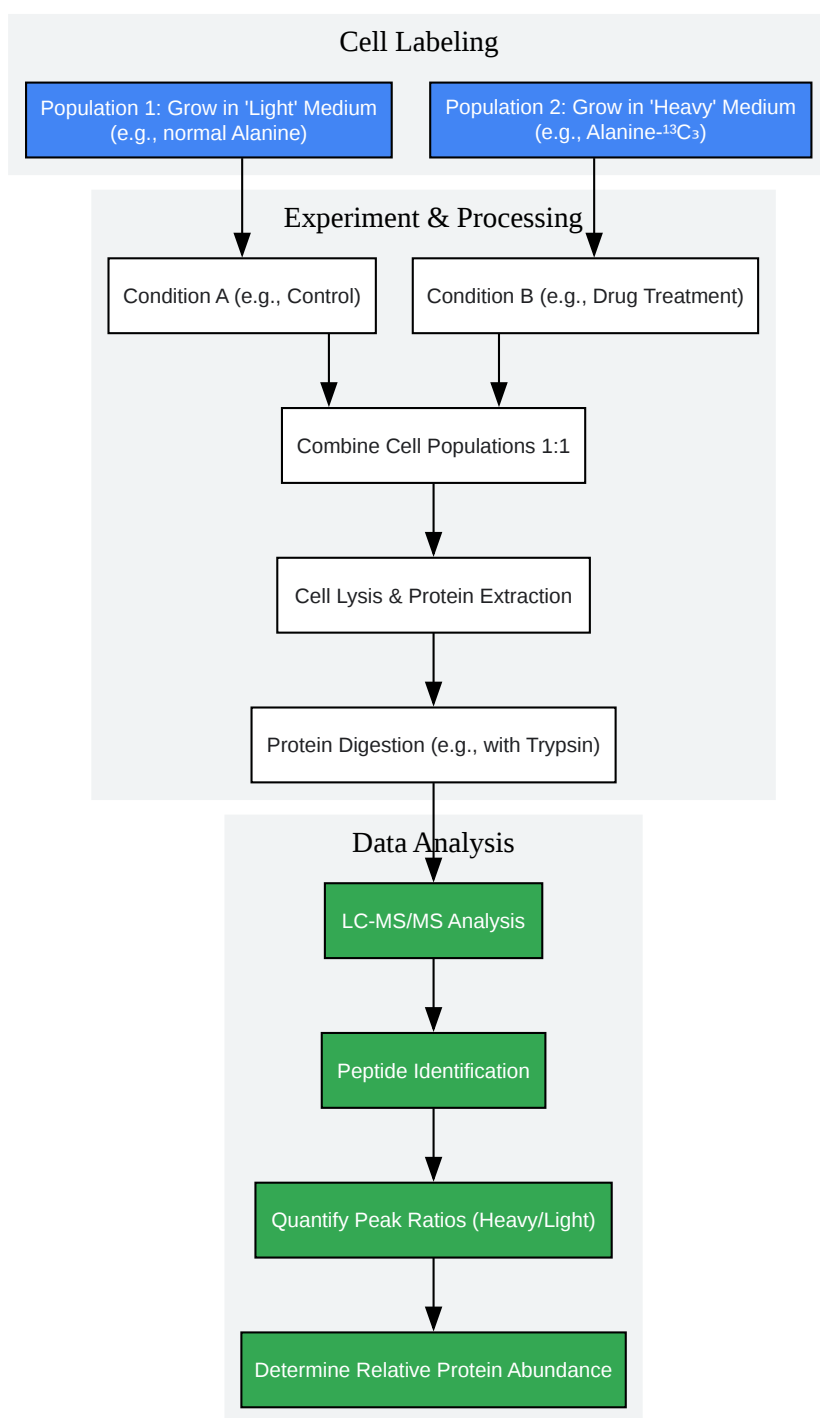 Cell Labeling
Population 1: Grow in 'Light' Medium
(e.g., normal Alanine)
Population 2: Grow in 'Heavy' Medium
(e.g., Alanine-¹³C₃)
Experiment & Processing
Condition A (e.g., Control)
Condition B (e.g., Drug Treatment)
Combine Cell Populations 1:1
Cell Lysis & Protein Extraction
Protein Digestion (e.g., with Trypsin)
Data Analysis
LC-MS/MS Analysis
Peptide Identification
Quantify Peak Ratios (Heavy/Light)
Determine Relative Protein Abundance